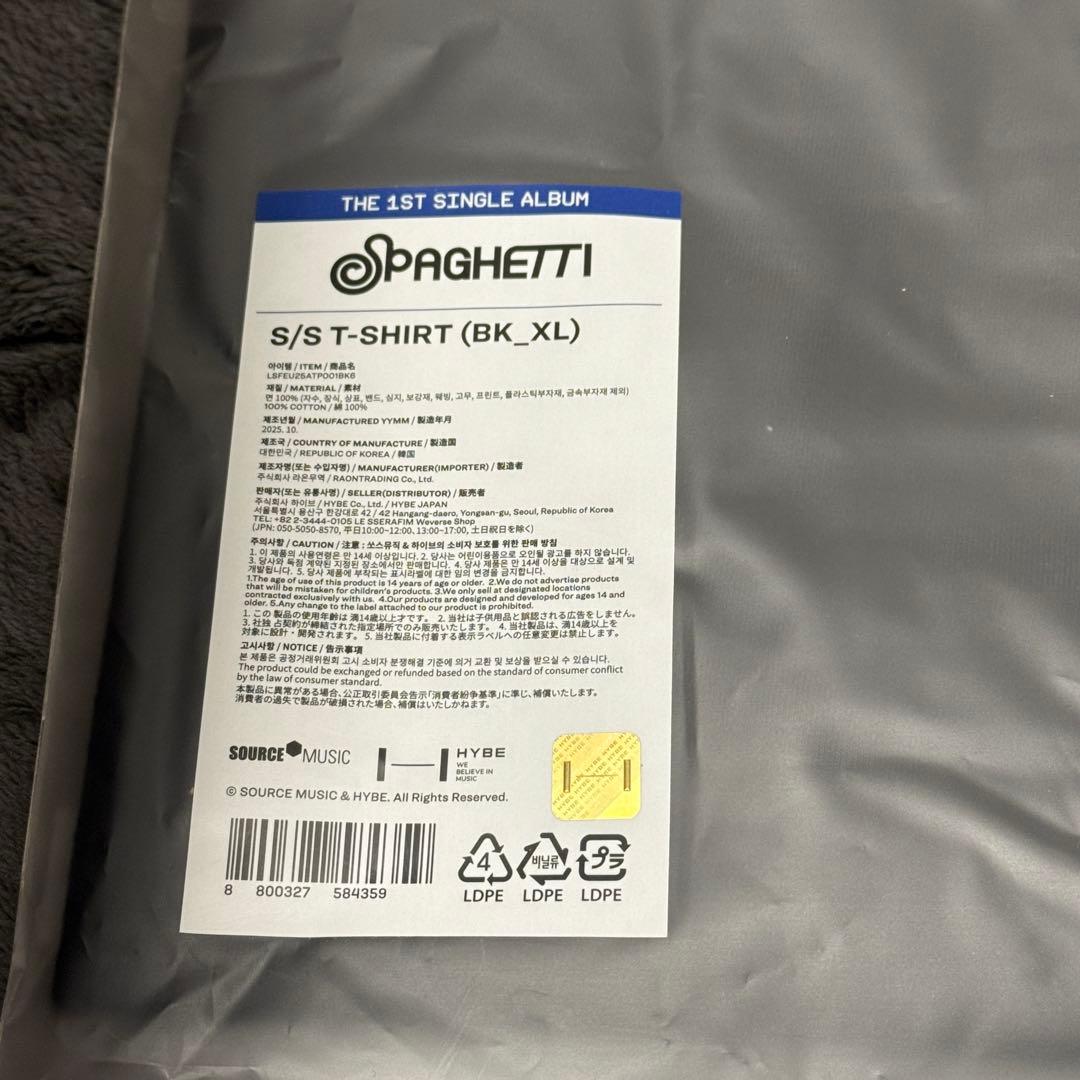 THE 1ST SINGLE ALBUM
SPAGHETTI
S/S T-SHIRT (BK_XL)
아이템 / ITEM / 商品名
LSFEU25ATP001BK6
재질 / MATERIAL / 素材
면 100% (자수, 장식, 상표, 밴드, 심지, 보강재, 웨빙, 고무, 프린트, 플라스틱부자재, 금속부자재 제외)
100% COTTON / 綿 100%
제조년월 / MANUFACTURED YYMM / 製造年月
2025. 10.
제조국 / COUNTRY OF MANUFACTURE / 製造国
대한민국 / REPUBLIC OF KOREA / 韓国
제조자명(또는 수입자명) / MANUFACTURER(IMPORTER) / 製造者
주식회사 라온무역 / RAONTRADING Co., Ltd.
판매자(또는 유통사명) / SELLER(DISTRIBUTOR) / 販売者
주식회사 하이브 / HYBE Co., Ltd. / HYBE JAPAN
서울특별시 용산구 한강대로 42 / 42 Hangang-daero, Yongsan-gu, Seoul, Republic of Korea
TEL: +82 2-3444-0105 LE SSERAFIM Weverse Shop
(JPN: 050-5050-8570, 平日10:00~12:00、13:00~17:00, 土日祝日を除く)
주의사항 / CAUTION / 注意 : 쏘스뮤직 & 하이브의 소비자 보호를 위한 판매 방침
1. 이 제품의 사용연령은 만 14세 이상입니다. 2. 당사는 어린이용품으로 오인될 광고를 하지 않습니다.
3. 당사와 독점 계약된 지정된 장소에서만 판매합니다. 4. 당사 제품은 만 14세 이상을 대상으로 설계 및
개발됩니다. 5. 당사 제품에 부착되는 표시라벨에 대한 임의 변경을 금지합니다.
1.The age of use of this product is 14 years of age or older. 2.We do not advertise products
that will be mistaken for children's products. 3.We only sell at designated locations
contracted exclusively with us. 4.Our products are designed and developed for ages 14 and
older. 5.Any change to the label attached to our product is prohibited.
1. この 製品の使用年齢は 満14歳以上才です。 2. 当社は子供用品と誤認される広告をしません。
3. 社独 占契約が締結された指定場所でのみ販売いたします。 4. 当社製品は、満14歳以上を
対象に設計・開発されます。 5. 当社製品に付着する表示ラベルへの任意変更は禁止します。
고시사항 / NOTICE / 告示事項
본 제품은 공정거래위원회 고시 소비자 분쟁해결 기준에 의거 교환 및 보상을 받으실 수 있습니다.
The product could be exchanged or refunded based on the standard of consumer conflict
by the law of consumer standard.
本製品に異常がある場合、公正取引委員会告示「消費者紛争基準」に準じ、補償いたします。
消費者の過失で製品が破損された場合、補償はいたしかねます。
SOURCE MUSIC
HYBE
WE
BELIEVE IN
MUSIC
© SOURCE MUSIC & HYBE. All Rights Reserved.
8 800327 584359
4 비닐류 プラ
LDPE LDPE LDPE